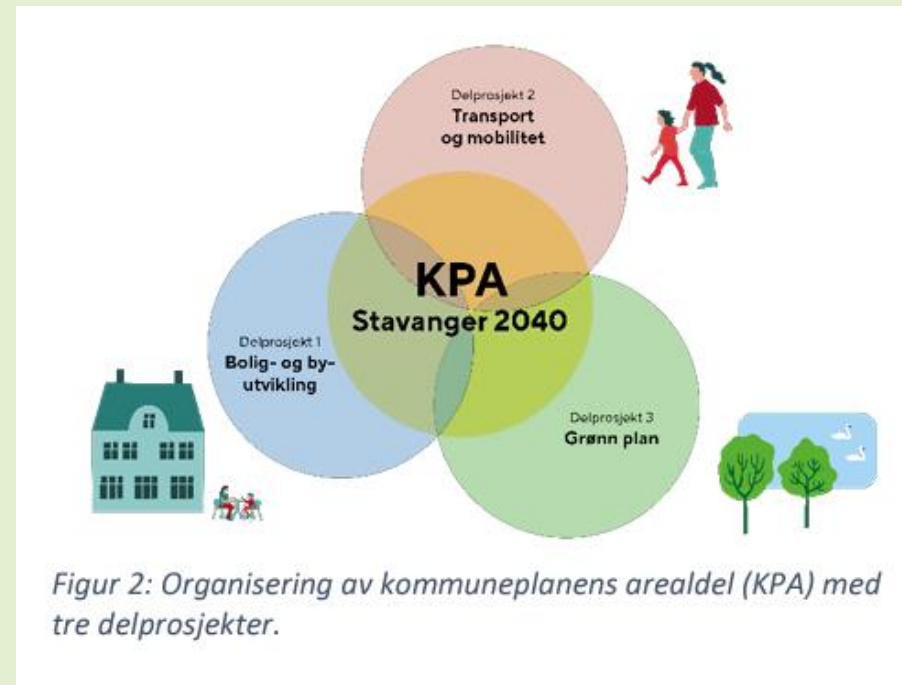 Delprosjekt 2
Transport
og mobilitet
KPA
Stavanger 2040
Delprosjekt 1
Bolig- og by-
utvikling
Delprosjekt 3
Grønn plan
Figur 2: Organisering av kommuneplanens arealdel (KPA) med
tre delprosjekter.